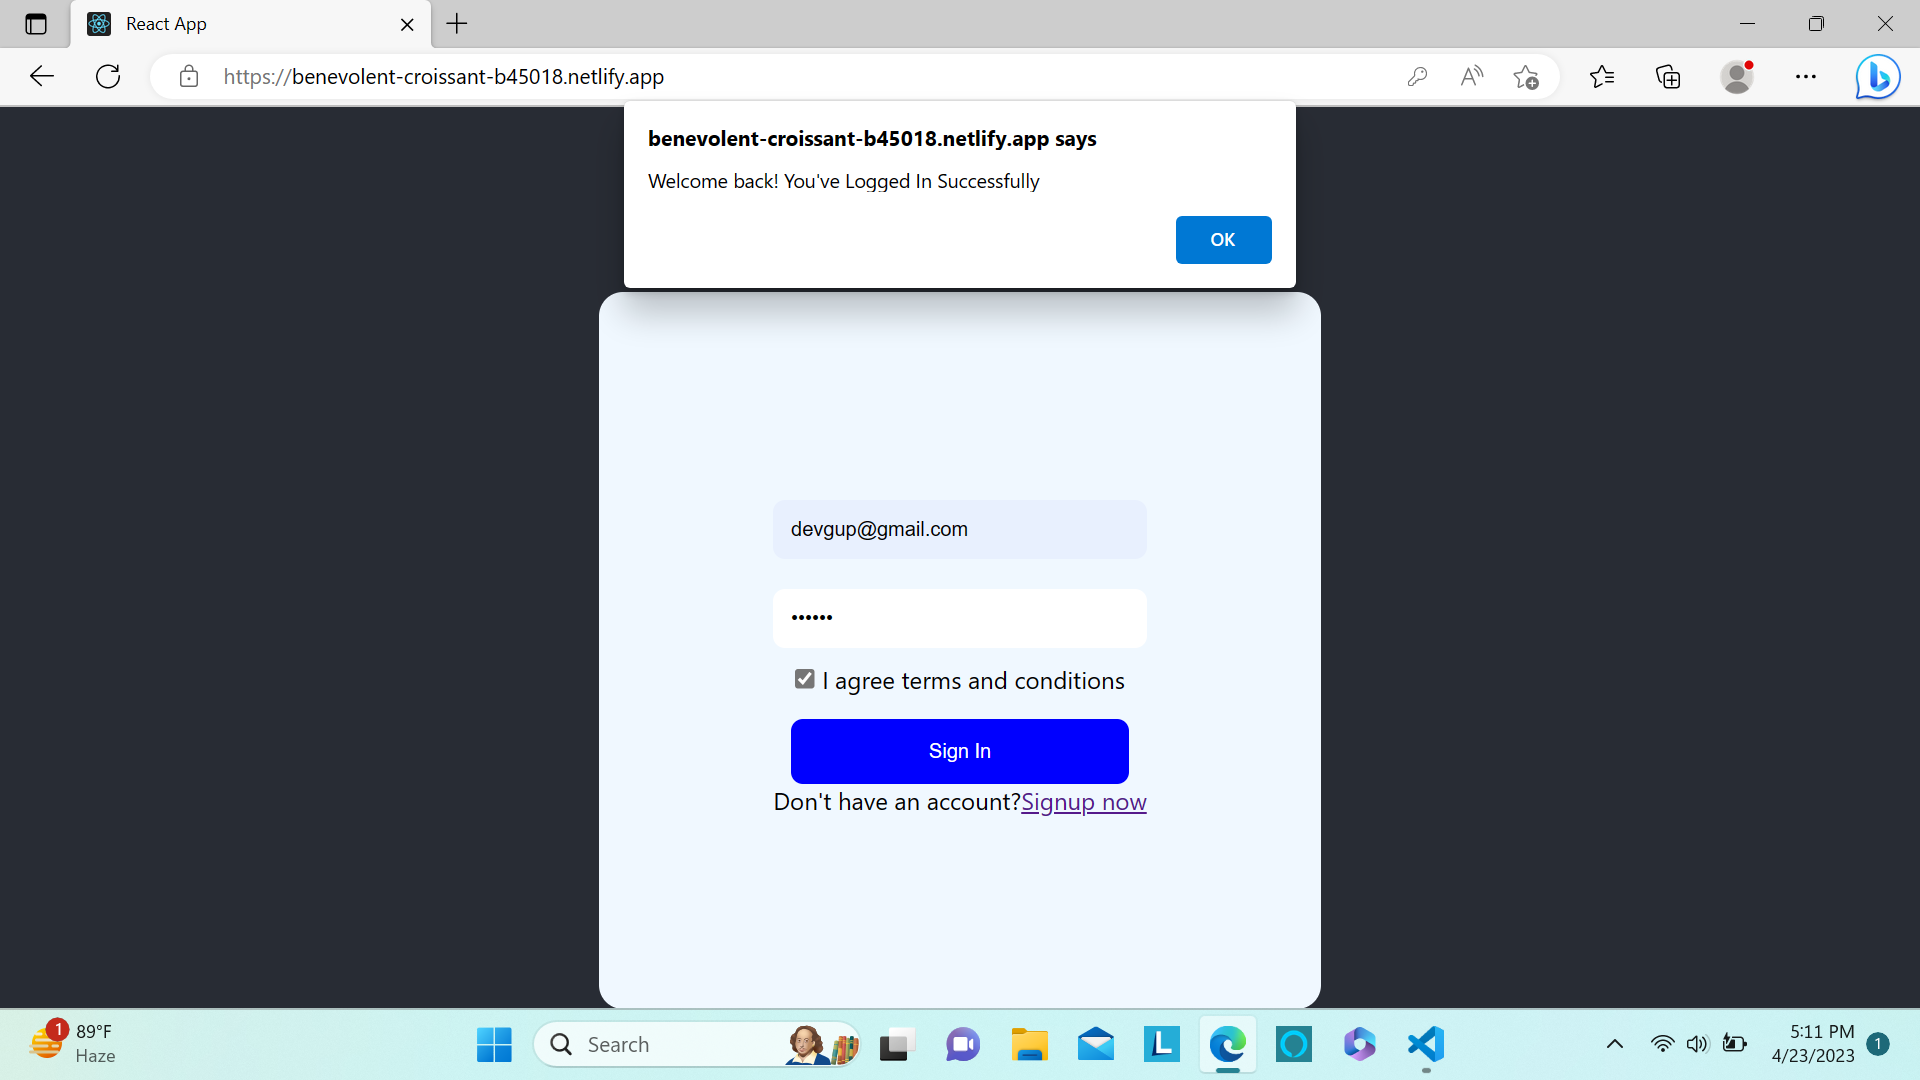 React App
https://benevolent-croissant-b45018.netlify.app
benevolent-croissant-b45018.netlify.app says
Welcome back! You've Logged In Successfully
OK
devgup@gmail.com
••••••
I agree terms and conditions
Sign In
Don't have an account?Signup now
1
89°F
Haze
Search
L
5:11 PM
4/23/2023
1